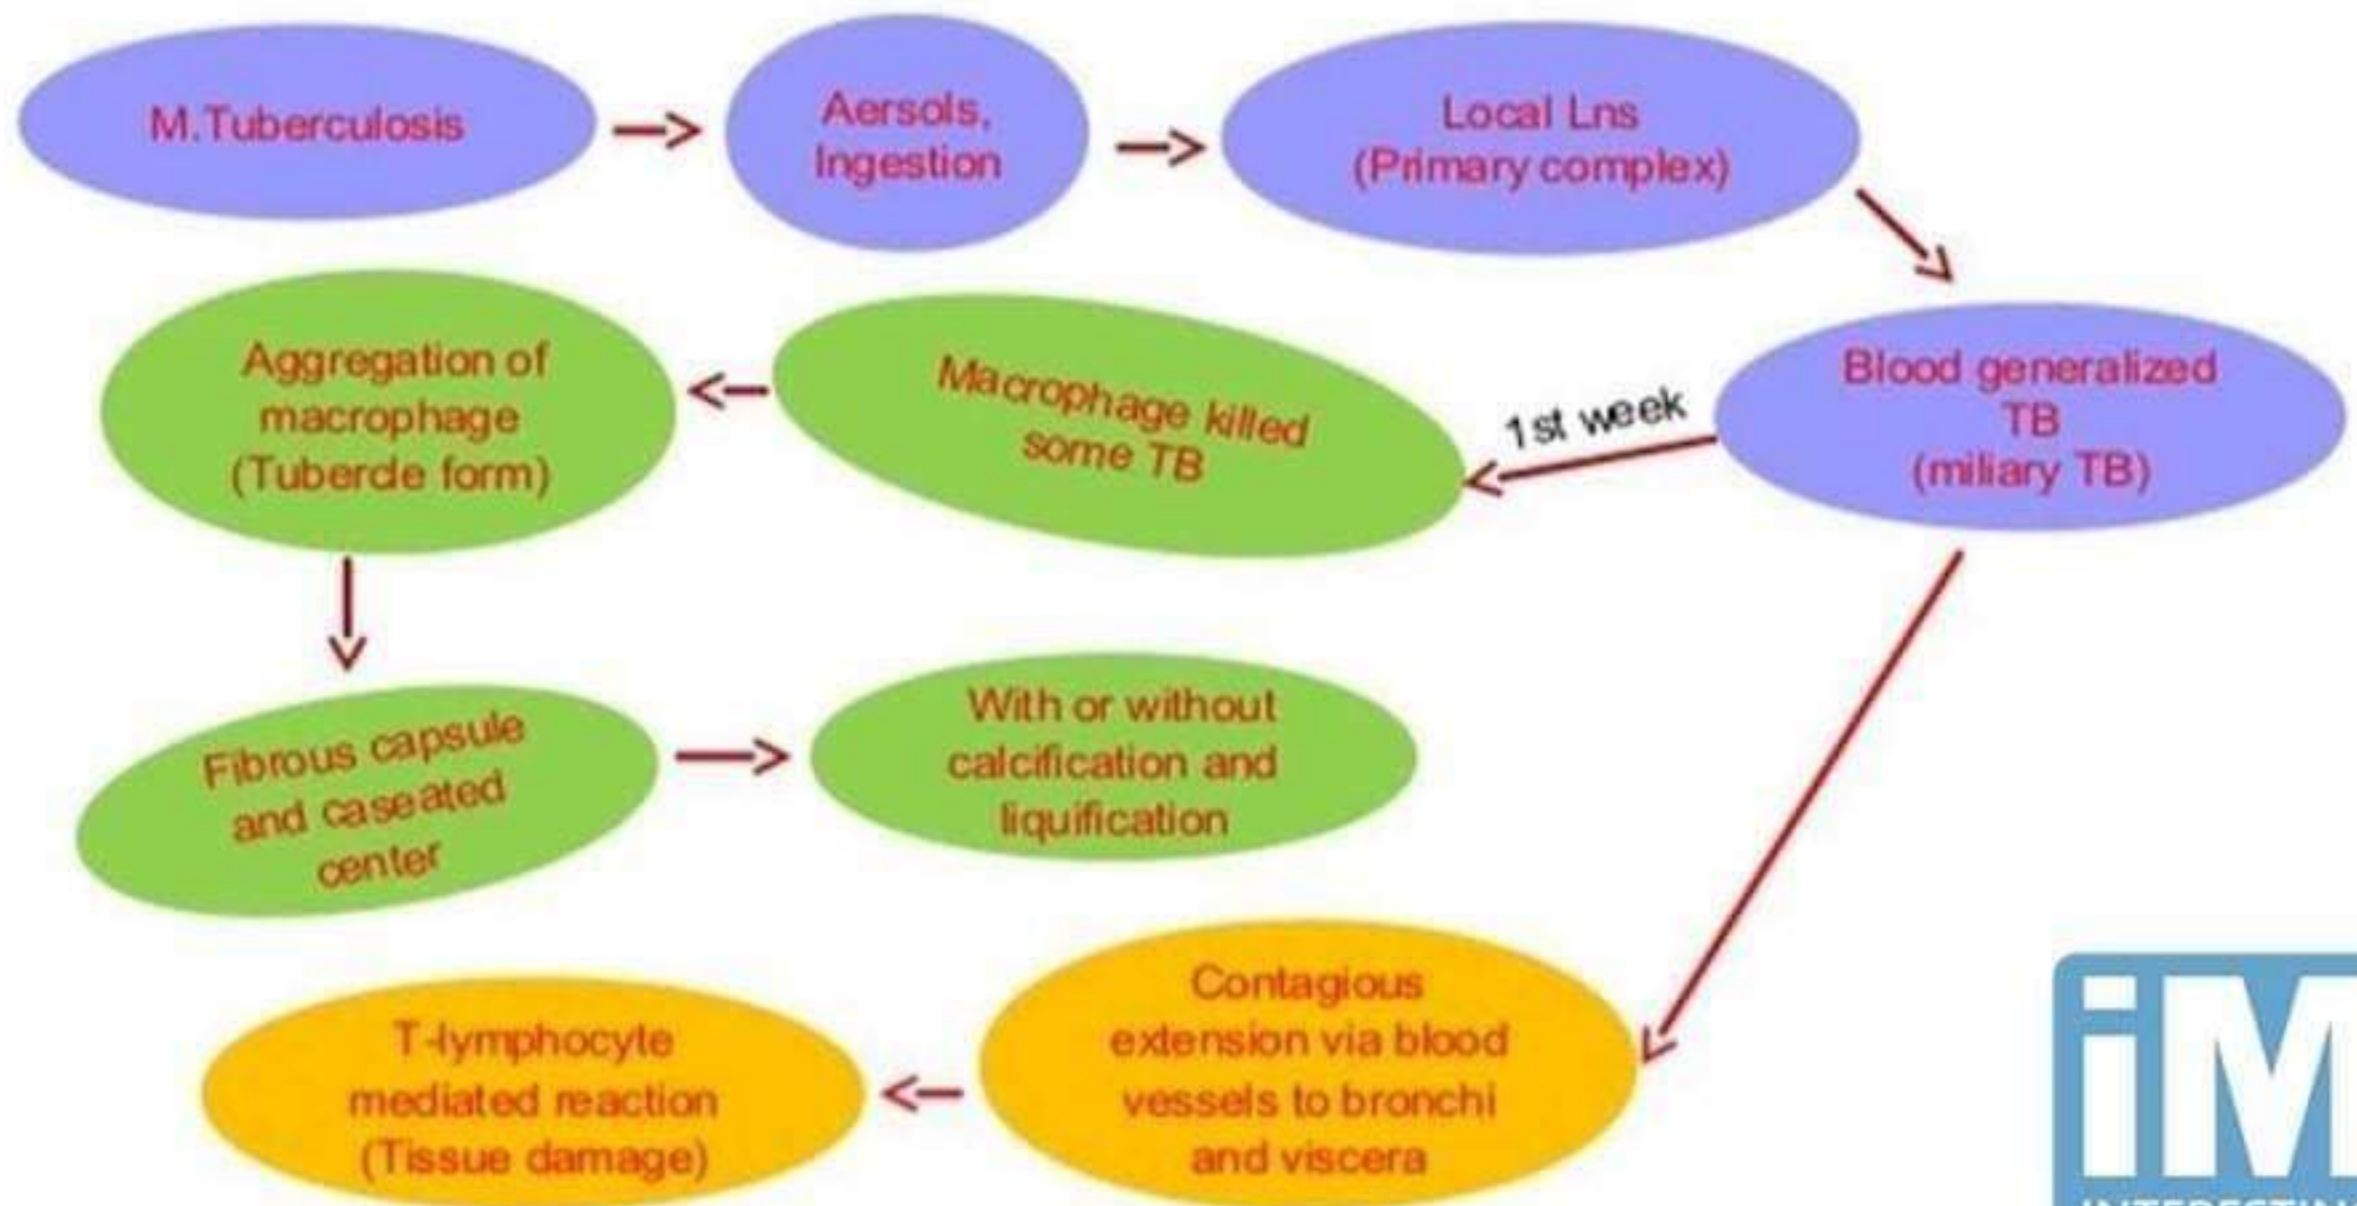 M.Tuberculosis
Aersols,
Ingestion
Local Lns
(Primary complex)
Blood generalized
TB
(miliary TB)
1st week
Macrophage killed
some TB
Aggregation of
macrophage
(Tubercle form)
Fibrous capsule
and caseated
center
With or without
calcification and
liquification
Contagious
extension via blood
vessels to bronchi
and viscera
T-lymphocyte
mediated reaction
(Tissue damage)
iM